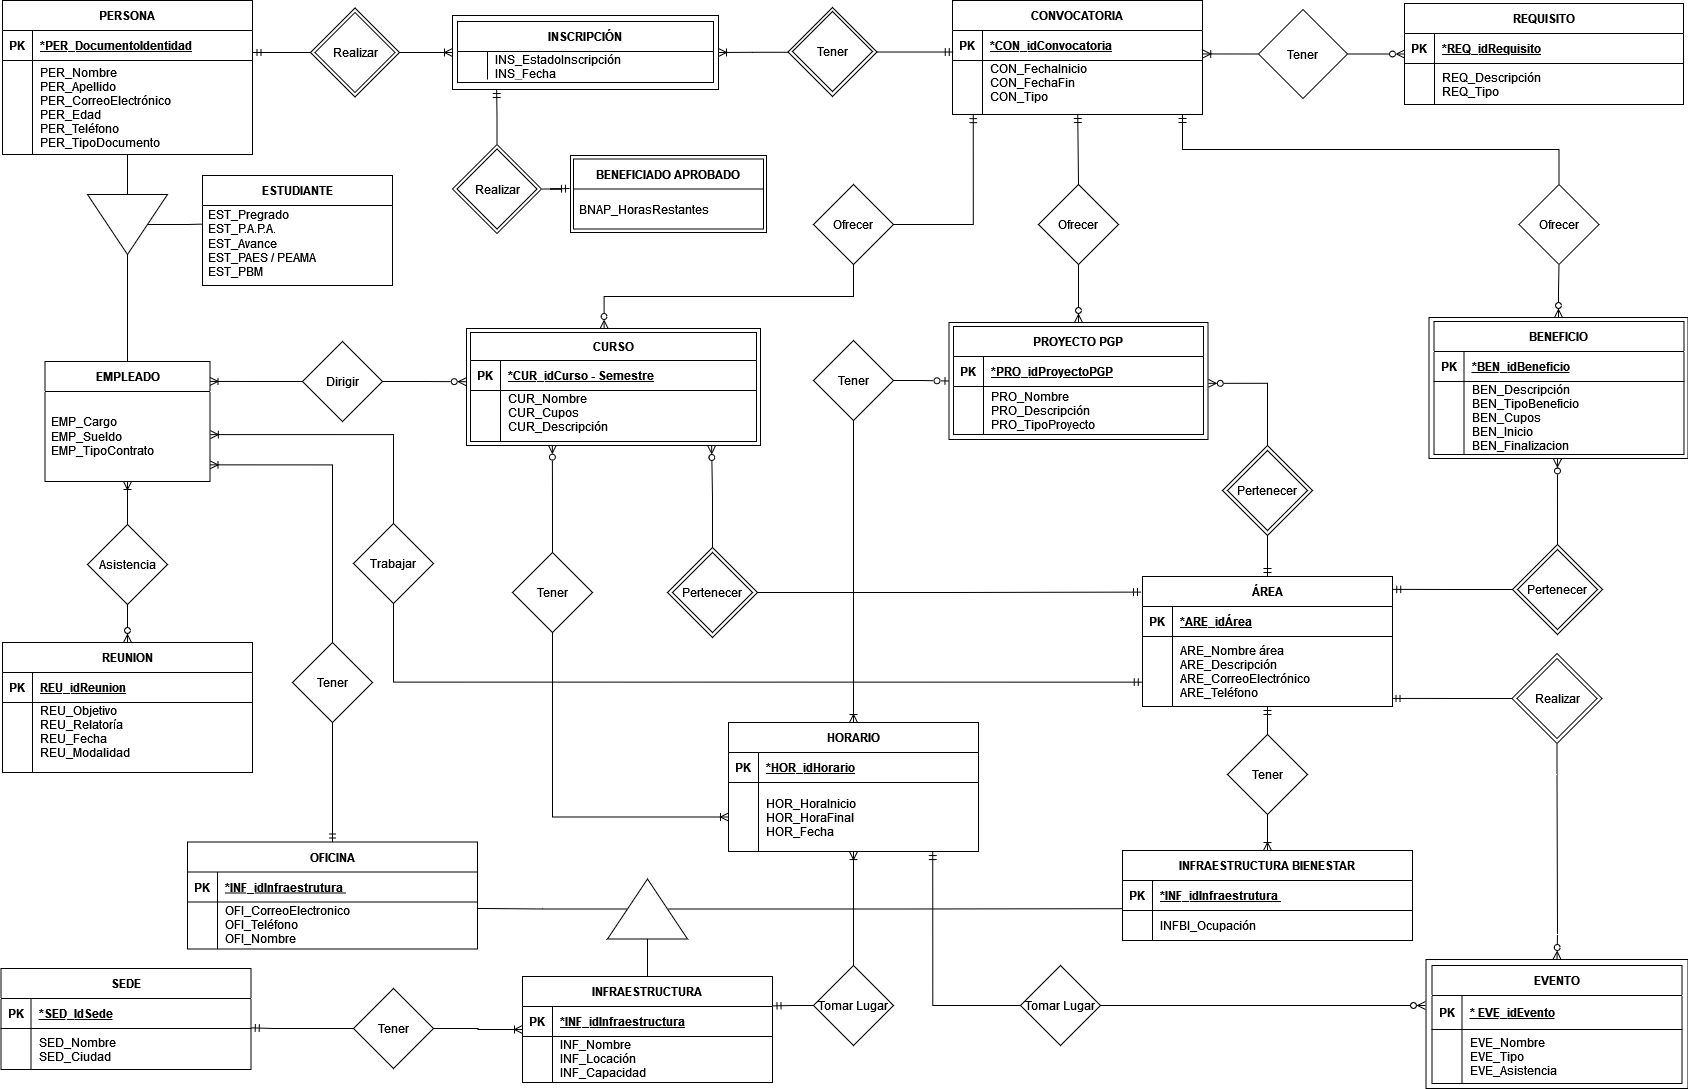 PERSONA
PK *PER_DocumentoIdentidad
PER_Nombre
PER_Apellido
PER_CorreoElectrónico
PER_Edad
PER_Teléfono
PER_TipoDocumento
Realizar
INSCRIPCIÓN
INS_EstadoInscripción
INS_Fecha
Tener
CONVOCATORIA
PK *CON_idConvocatoria
CON_FechaInicio
CON_FechaFin
CON_Tipo
Tener
REQUISITO
PK *REQ_idRequisito
REQ_Descripción
REQ_Tipo
ESTUDIANTE
EST_Pregrado
EST_P.A.P.A.
EST_Avance
EST_PAES / PEAMA
EST_PBM
Realizar
BENEFICIADO APROBADO
BNAP_HorasRestantes
Ofrecer
Ofrecer
Ofrecer
EMPLEADO
EMP_Cargo
EMP_Sueldo
EMP_TipoContrato
Dirigir
CURSO
PK *CUR_idCurso - Semestre
CUR_Nombre
CUR_Cupos
CUR_Descripción
Tener
PROYECTO PGP
PK *PRO_idProyectoPGP
PRO_Nombre
PRO_Descripción
PRO_TipoProyecto
BENEFICIO
PK *BEN_idBeneficio
BEN_Descripción
BEN_TipoBeneficio
BEN_Cupos
BEN_Inicio
BEN_Finalizacion
Pertenecer
Asistencia
Trabajar
Tener
Pertenecer
ÁREA
PK *ARE_idÁrea
ARE_Nombre área
ARE_Descripción
ARE_CorreoElectrónico
ARE_Teléfono
Pertenecer
REUNION
PK REU_idReunion
REU_Objetivo
REU_Relatoría
REU_Fecha
REU_Modalidad
Tener
Realizar
HORARIO
PK *HOR_idHorario
HOR_HoraInicio
HOR_HoraFinal
HOR_Fecha
Tener
OFICINA
PK *INF_idInfraestrutura
OFI_CorreoElectronico
OFI_Teléfono
OFI_Nombre
INFRAESTRUCTURA BIENESTAR
PK *INF_idInfraestrutura
INFBI_Ocupación
SEDE
PK *SED_IdSede
SED_Nombre
SED_Ciudad
Tener
INFRAESTRUCTURA
PK *INF_idInfraestructura
INF_Nombre
INF_Locación
INF_Capacidad
Tomar Lugar
Tomar Lugar
EVENTO
PK * EVE_idEvento
EVE_Nombre
EVE_Tipo
EVE_Asistencia